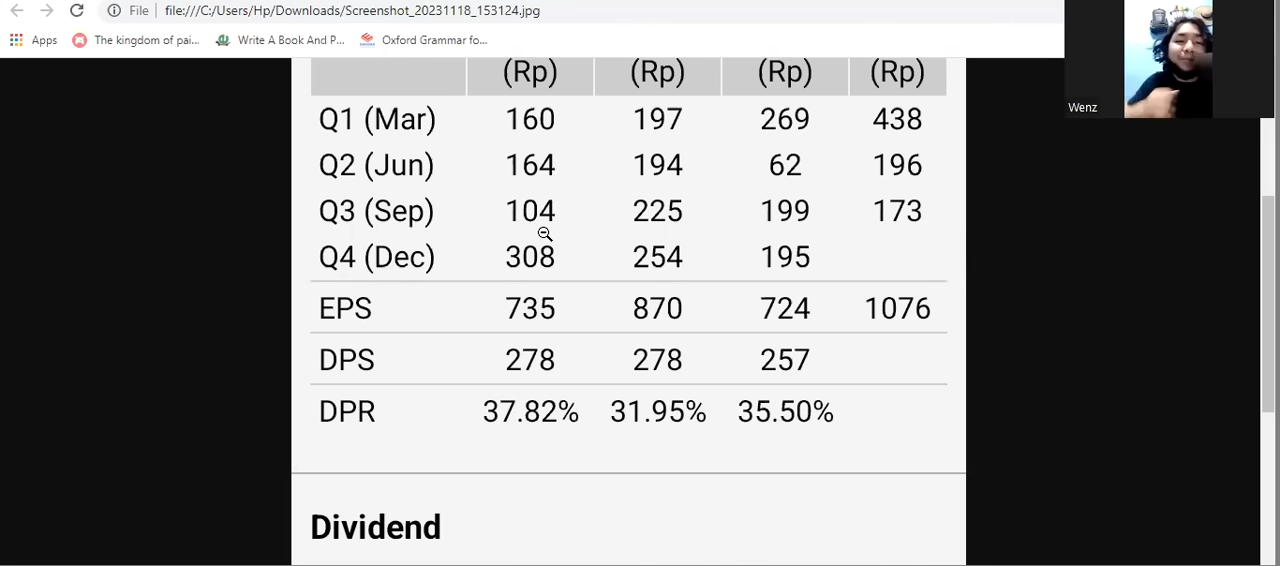 File
file:///C:/Users/Hp/Downloads/Screenshot_20231118_153124.jpg
Apps The kingdom of pai... Write A Book And P... Oxford Grammar fo...
Wenz
(Rp) (Rp) (Rp) (Rp)
Q1 (Mar) 160 197 269 438
Q2 (Jun) 164 194 62 196
Q3 (Sep) 104 225 199 173
Q4 (Dec) 308 254 195
EPS 735 870 724 1076
DPS 278 278 257
DPR 37.82% 31.95% 35.50%
Dividend